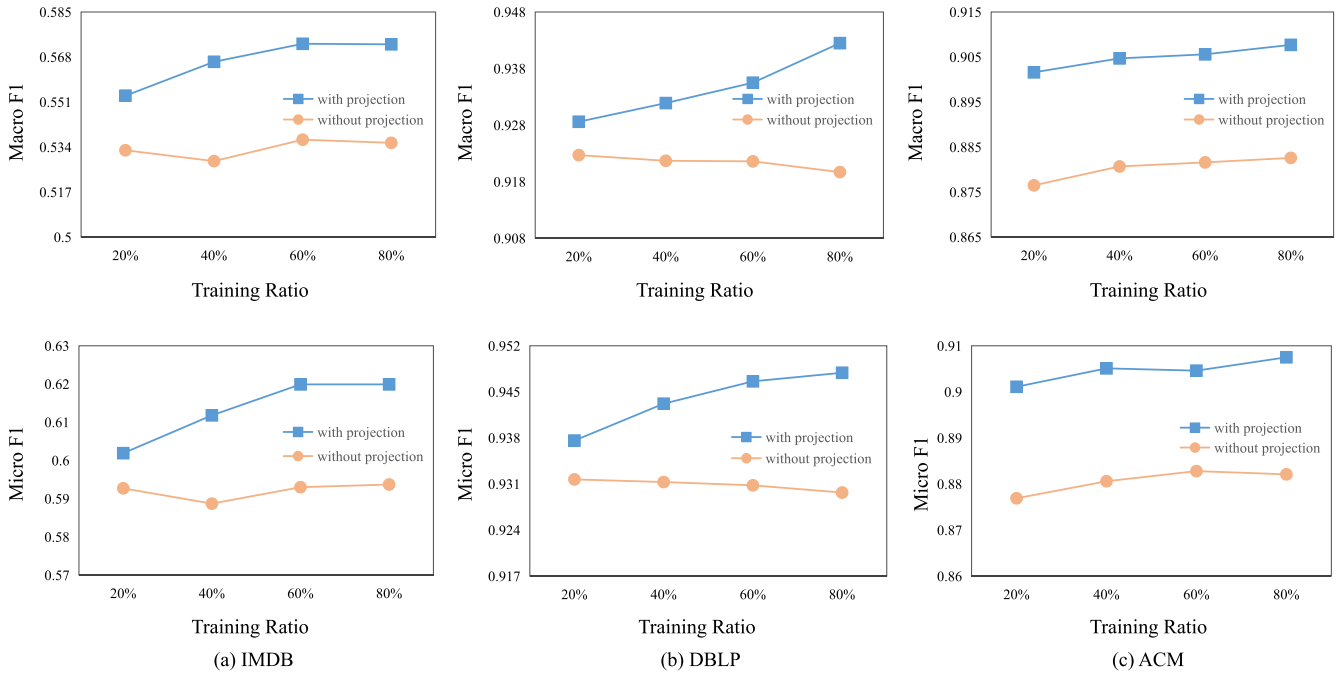 0.585
0.568
0.551
0.534
0.517
0.5
Macro F1
with projection
without projection
20% 40% 60% 80%
Training Ratio
0.948
0.938
0.928
0.918
0.908
Macro F1
with projection
without projection
20% 40% 60% 80%
Training Ratio
0.915
0.905
0.895
0.885
0.875
0.865
Macro F1
with projection
without projection
20% 40% 60% 80%
Training Ratio
0.63
0.62
0.61
0.6
0.59
0.58
0.57
Micro F1
with projection
without projection
20% 40% 60% 80%
Training Ratio
(a) IMDB
0.952
0.945
0.938
0.931
0.924
0.917
Micro F1
with projection
without projection
20% 40% 60% 80%
Training Ratio
(b) DBLP
0.91
0.9
0.89
0.88
0.87
0.86
Micro F1
with projection
without projection
20% 40% 60% 80%
Training Ratio
(c) ACM